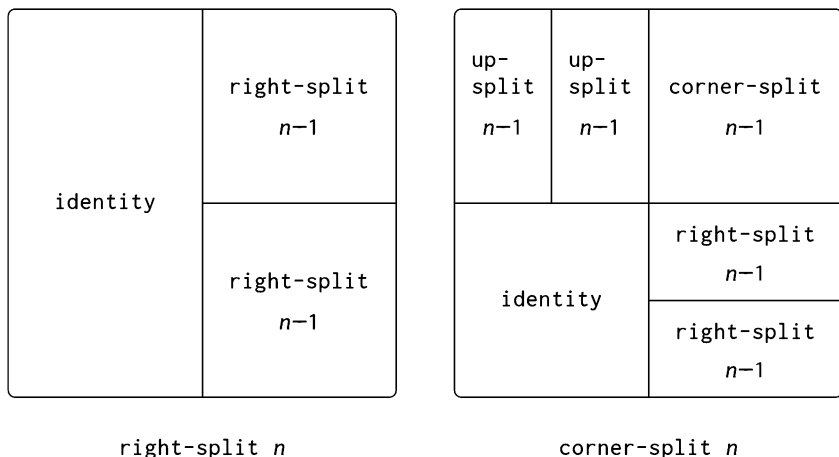 identity
right-split
n−1
right-split
n−1
right-split n
up-
split
n−1
up-
split
n−1
corner-split
n−1
identity
right-split
n−1
right-split
n−1
corner-split n